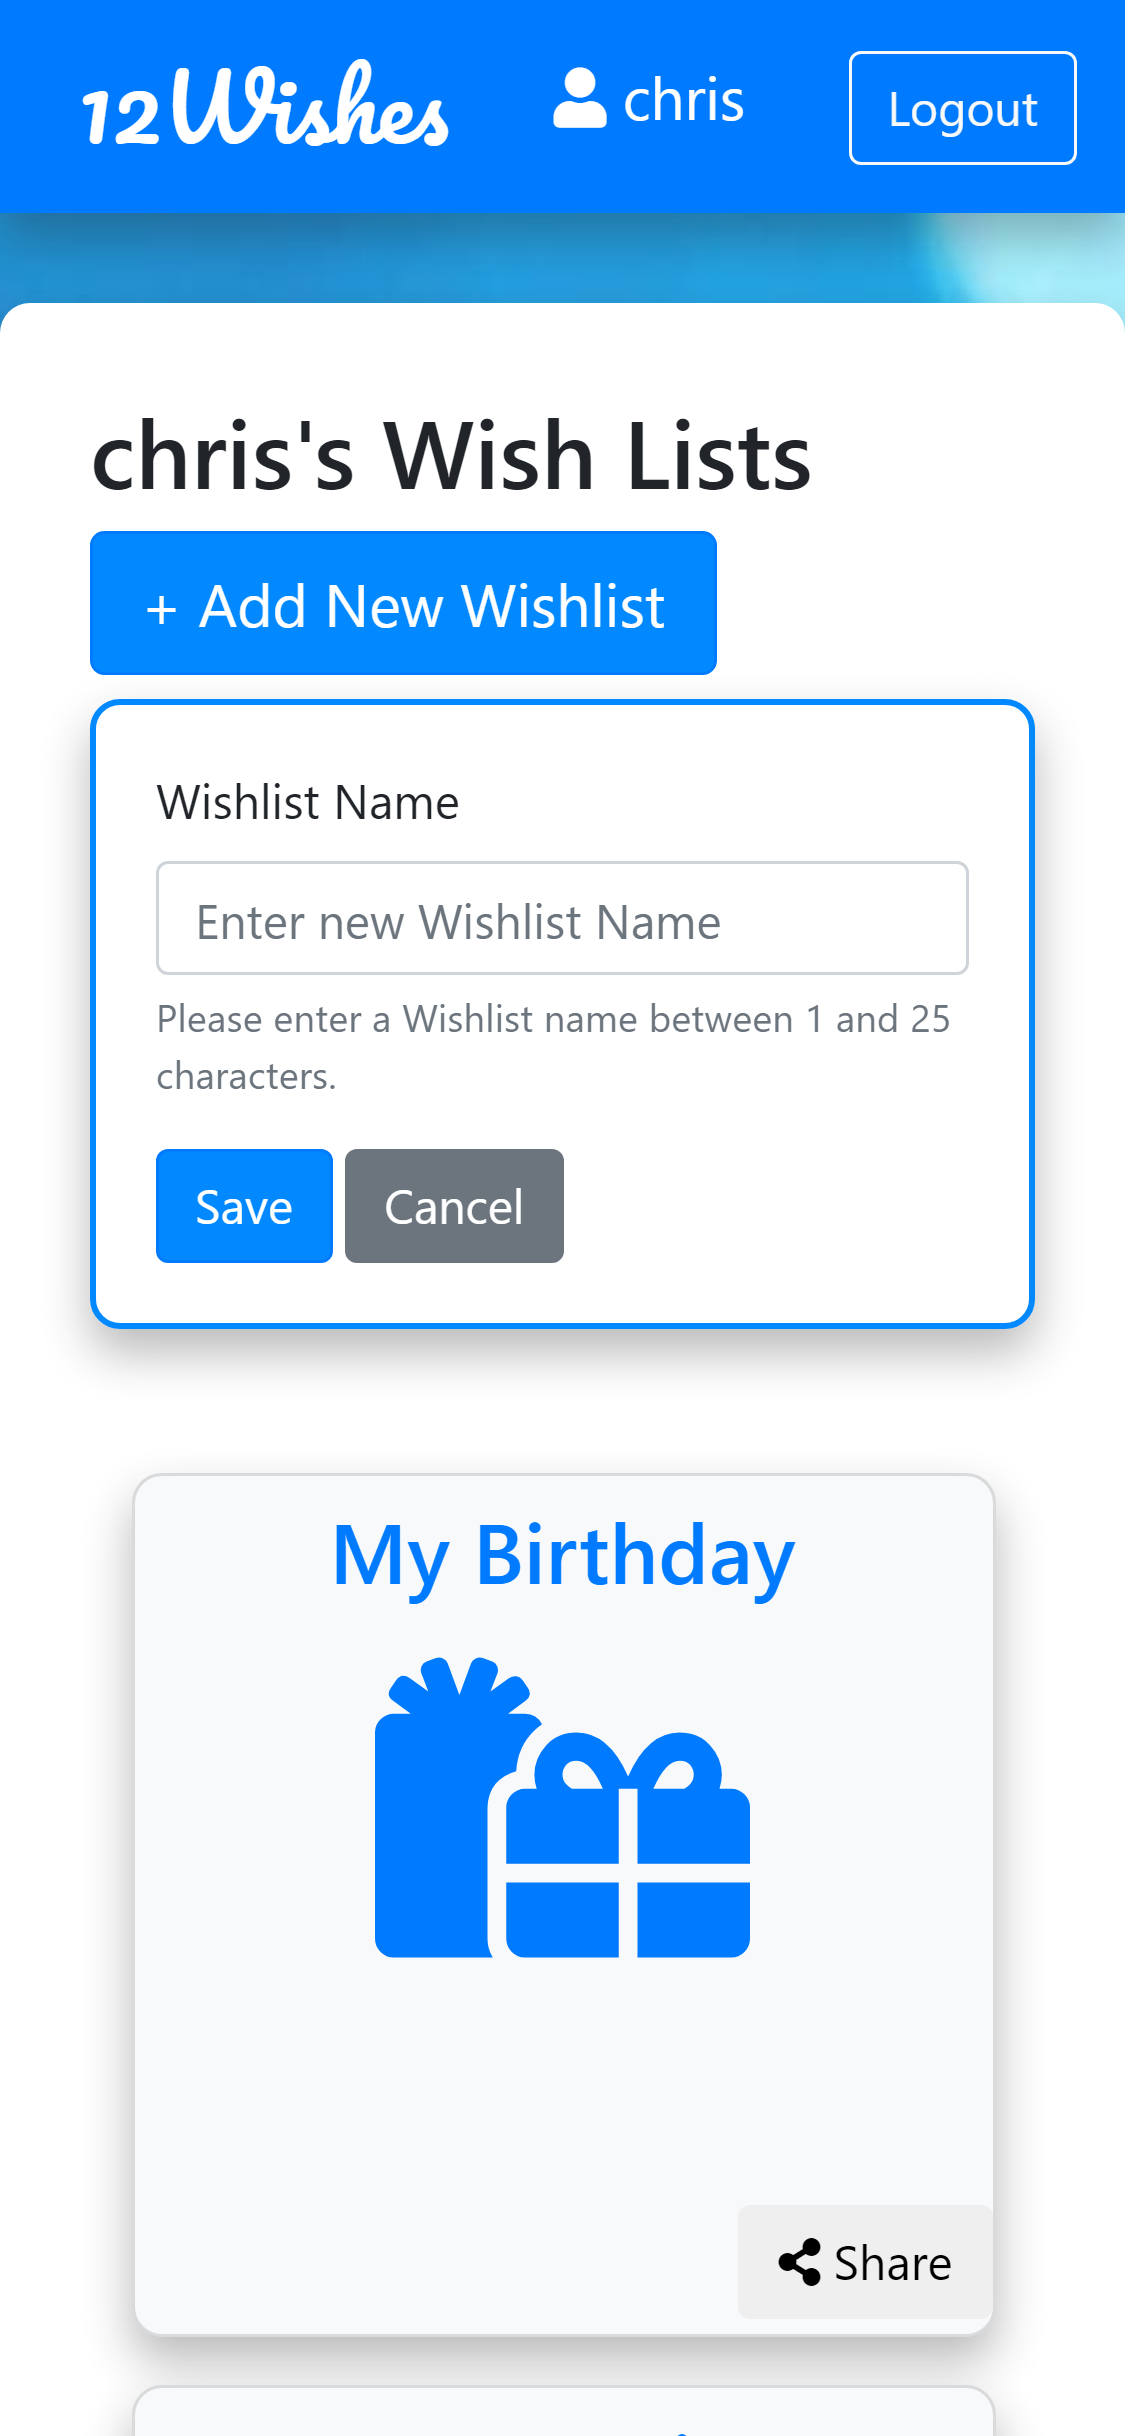 12Wishes
chris
Logout
chris's Wish Lists
+ Add New Wishlist
Wishlist Name
Enter new Wishlist Name
Please enter a Wishlist name between 1 and 25
characters.
Save
Cancel
My Birthday
Share